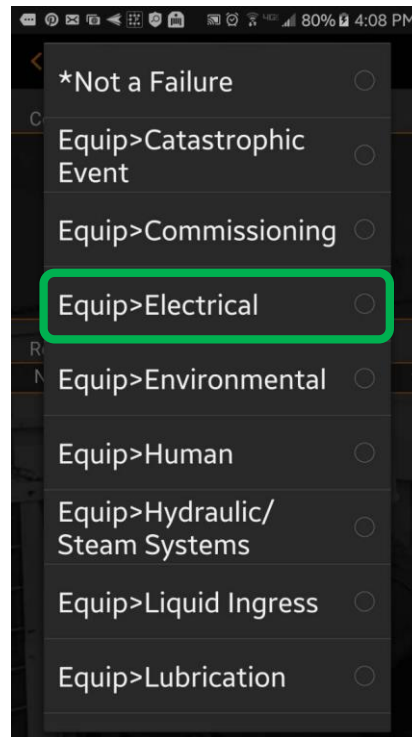 80% 4:08 PM
*Not a Failure
Equip>Catastrophic
Event
Equip>Commissioning
Equip>Electrical
Equip>Environmental
Equip>Human
Equip>Hydraulic/
Steam Systems
Equip>Liquid Ingress
Equip>Lubrication